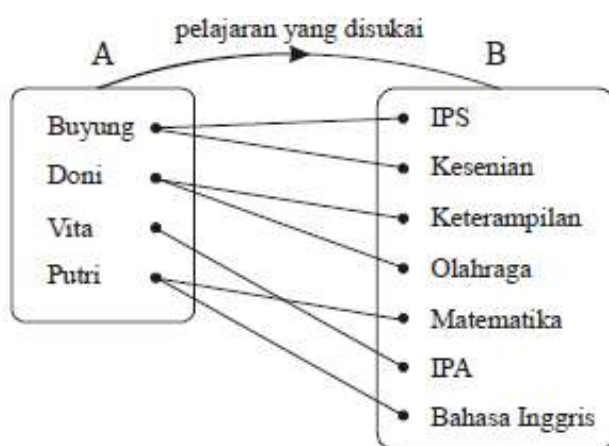 pelajaran yang disukai
A
B
Buyung
Doni
Vita
Putri
IPS
Kesenian
Keterampilan
Olahraga
Matematika
IPA
Bahasa Inggris